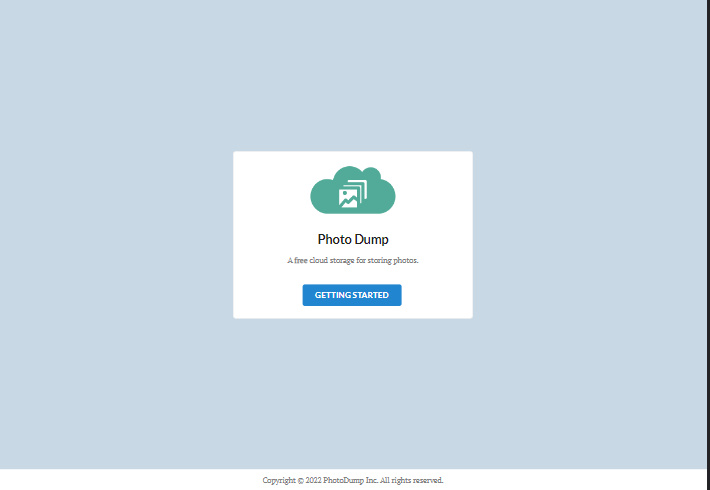 Photo Dump
A free cloud storage for storing photos.
GETTING STARTED
Copyright © 2022 PhotoDump Inc. All rights reserved.